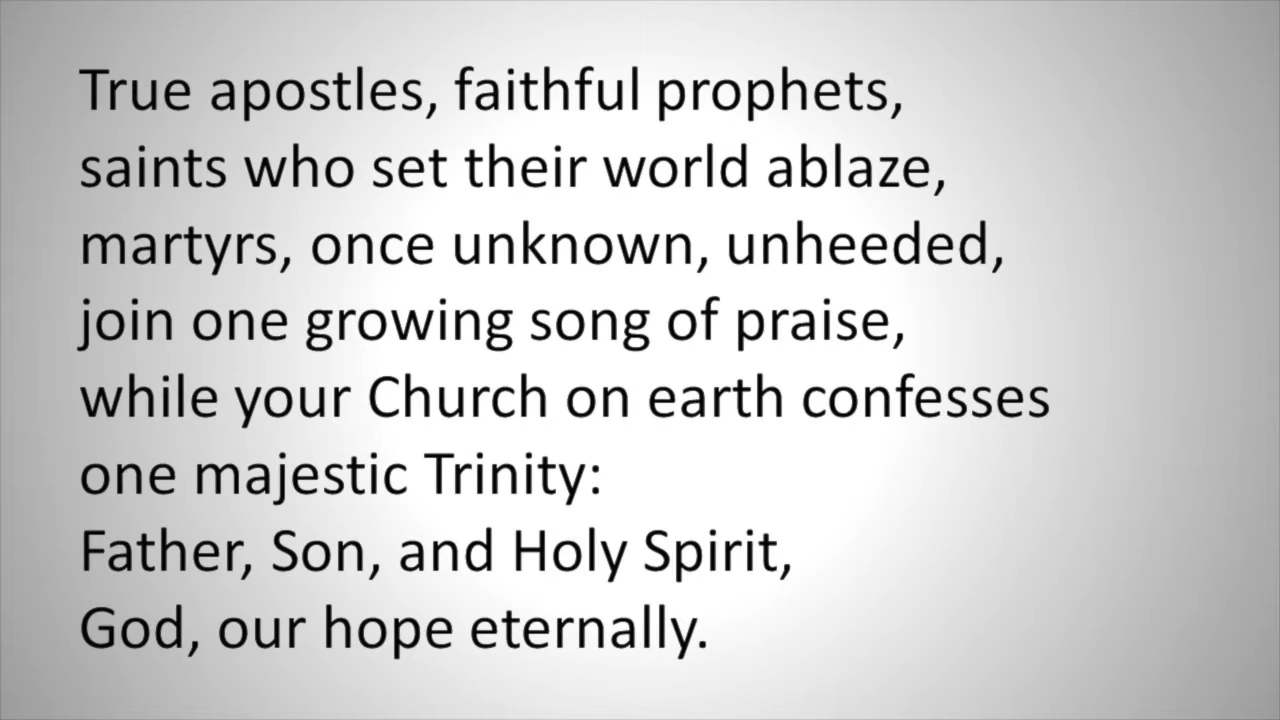 True apostles, faithful prophets,
saints who set their world ablaze,
martyrs, once unknown, unheeded,
join one growing song of praise,
while your Church on earth confesses
one majestic Trinity:
Father, Son, and Holy Spirit,
God, our hope eternally.